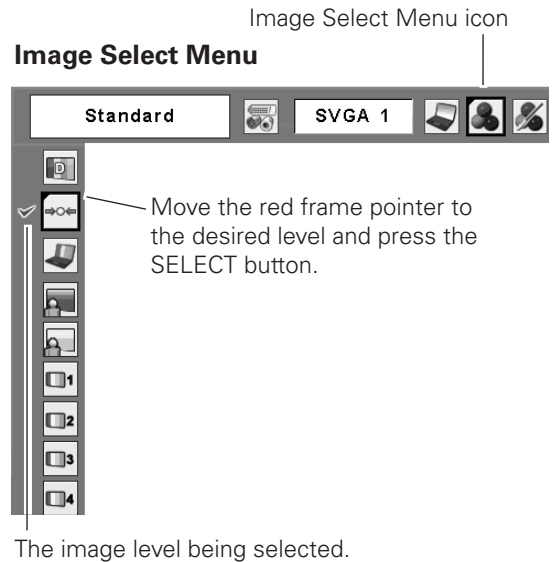 Image Select Menu icon
Image Select Menu
Standard
SVGA 1
D
Move the red frame pointer to
the desired level and press the
SELECT button.
1
2
3
4
The image level being selected.